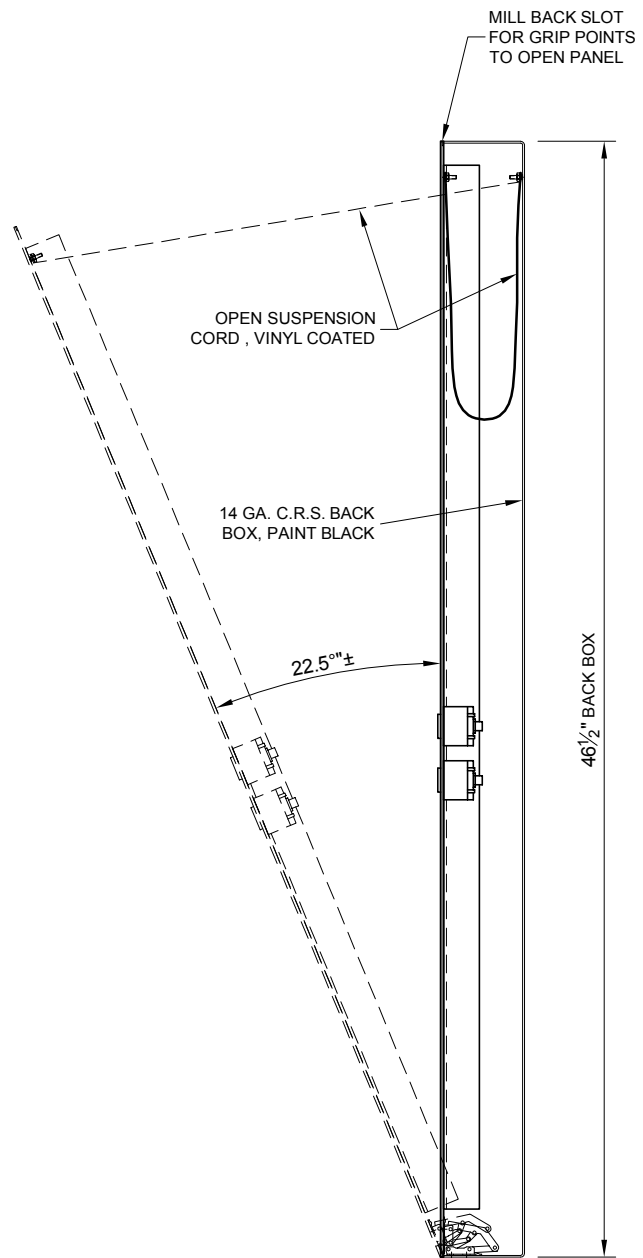 MILL BACK SLOT
FOR GRIP POINTS
TO OPEN PANEL
OPEN SUSPENSION
CORD , VINYL COATED
14 GA. C.R.S. BACK
BOX, PAINT BLACK
22.5°"±
46½" BACK BOX